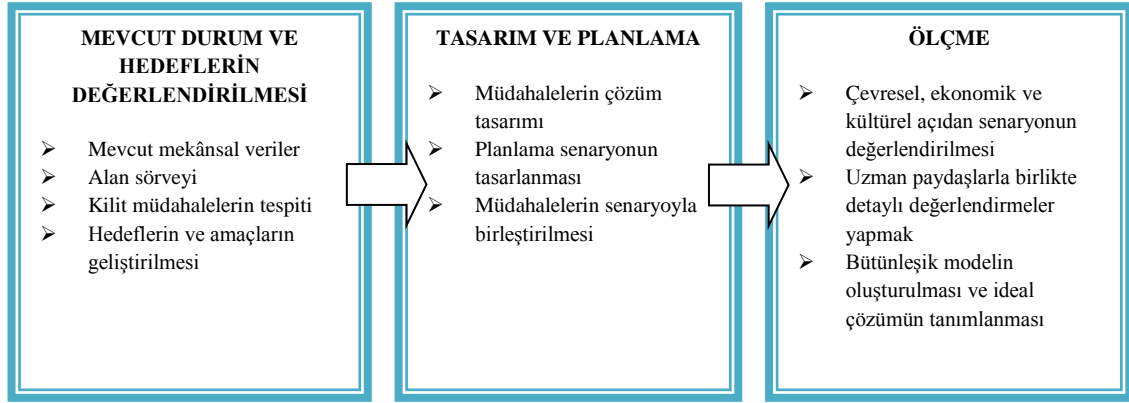 MEVCUT DURUM VE
HEDEFLERİN
DEĞERLENDİRİLMESİ
➢ Mevcut mekânsal veriler
➢ Alan sörveyi
➢ Kilit müdahalelerin tespiti
➢ Hedeflerin ve amaçların
geliştirilmesi
TASARIM VE PLANLAMA
➢ Müdahalelerin çözüm
tasarımı
➢ Planlama senaryonun
tasarlanması
➢ Müdahalelerin senaryoyla
birleştirilmesi
ÖLÇME
➢ Çevresel, ekonomik ve
kültürel açıdan senaryonun
değerlendirilmesi
➢ Uzman paydaşlarla birlikte
detaylı değerlendirmeler
yapmak
➢ Bütünleşik modelin
oluşturulması ve ideal
çözümün tanımlanması